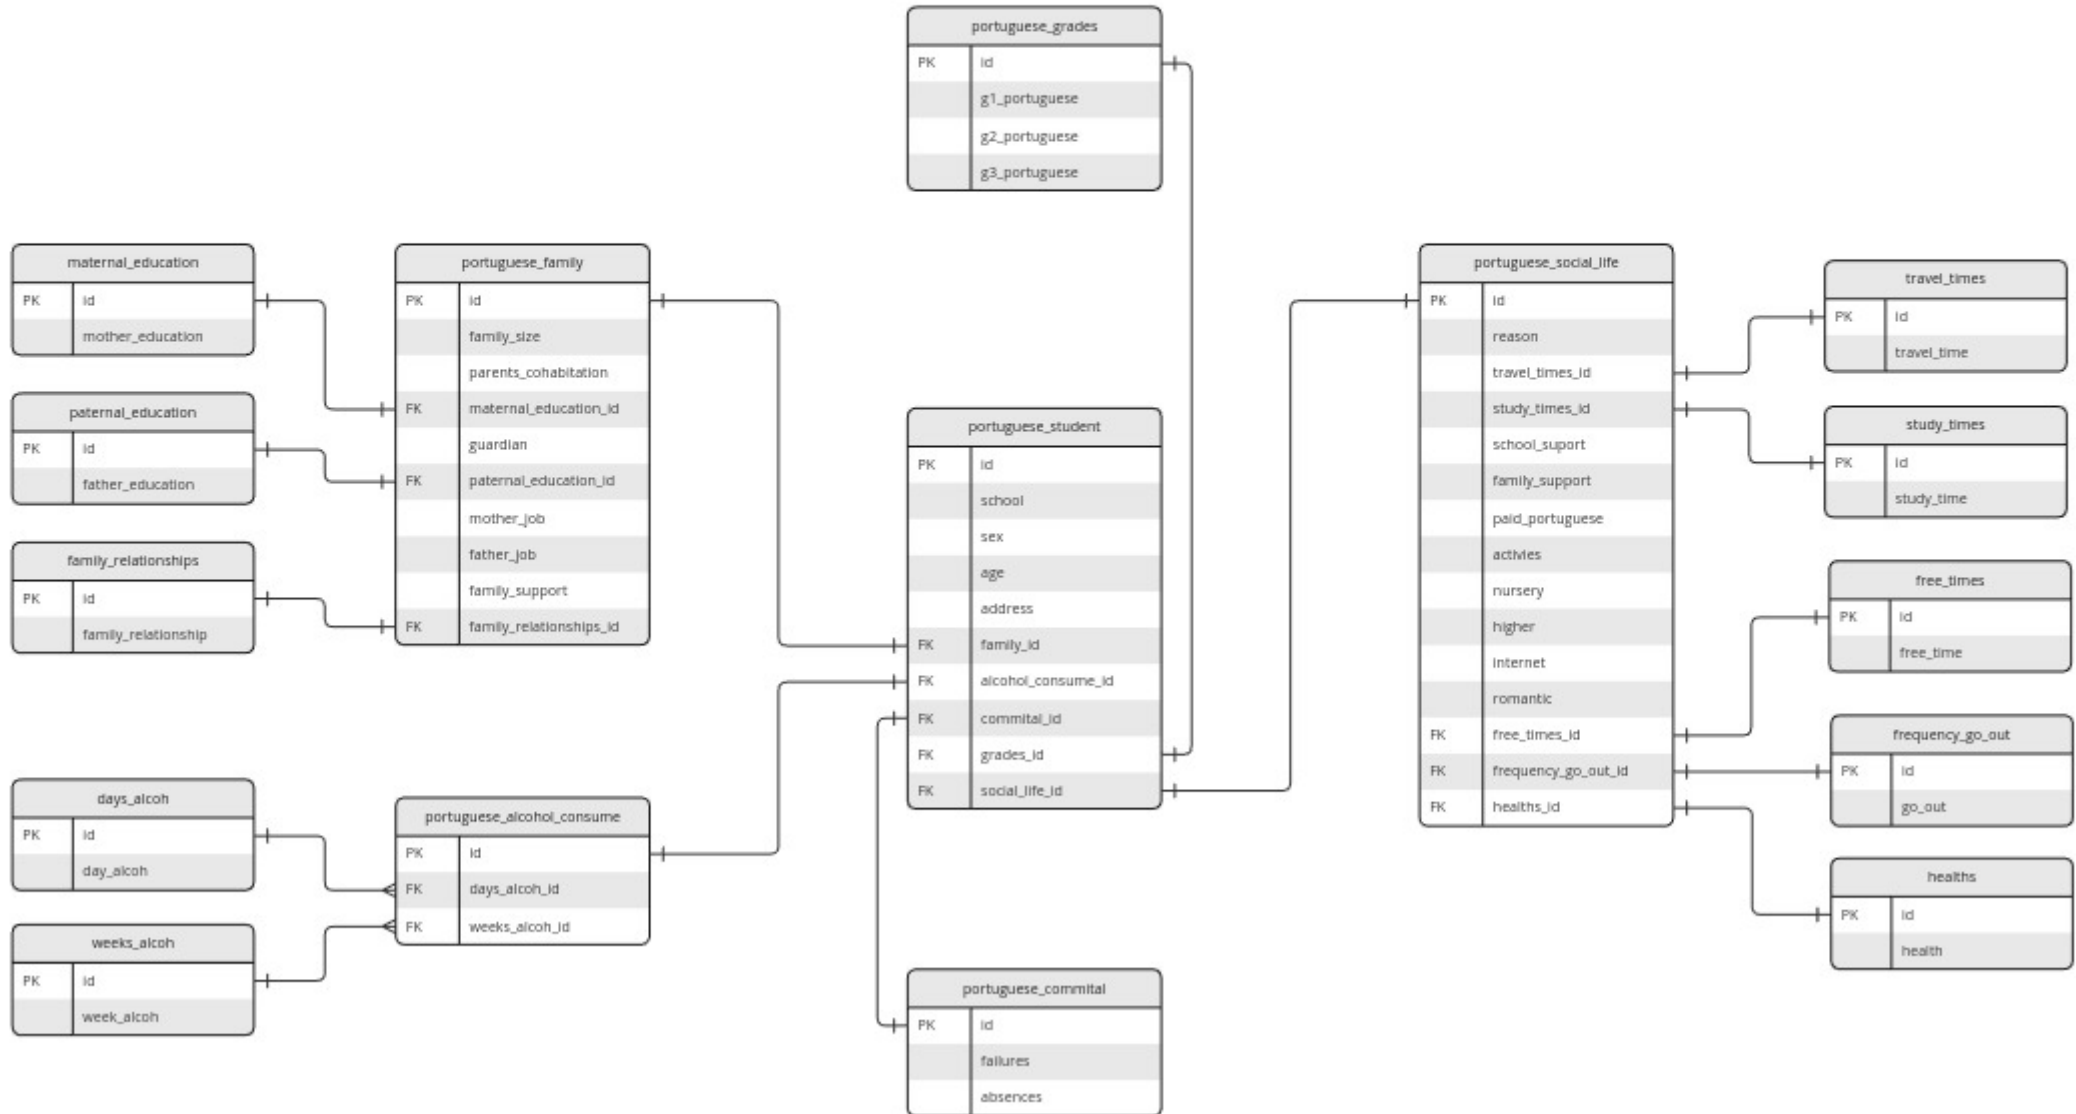 portuguese_grades
PK id
g1_portuguese
g2_portuguese
g3_portuguese
maternal_education
PK id
mother_education
paternal_education
PK id
father_education
family_relationships
PK id
family_relationship
days_alcoh
PK id
day_alcoh
weeks_alcoh
PK id
week_alcoh
portuguese_family
PK id
family_size
parents_cohabitation
FK maternal_education_id
guardian
FK paternal_education_id
mother_job
father_job
family_support
FK family_relationships_id
portuguese_alcohol_consume
PK id
FK days_alcoh_id
FK weeks_alcoh_id
portuguese_student
PK id
school
sex
age
address
FK family_id
FK alcohol_consume_id
FK commital_id
FK grades_id
FK social_life_id
portuguese_commital
PK id
failures
absences
portuguese_social_life
PK id
reason
travel_times_id
study_times_id
school_suport
family_support
paid_portuguese
activies
nursery
higher
internet
romantic
FK free_times_id
FK frequency_go_out_id
FK healths_id
travel_times
PK id
travel_time
study_times
PK id
study_time
free_times
PK id
free_time
frequency_go_out
PK id
go_out
healths
PK id
health